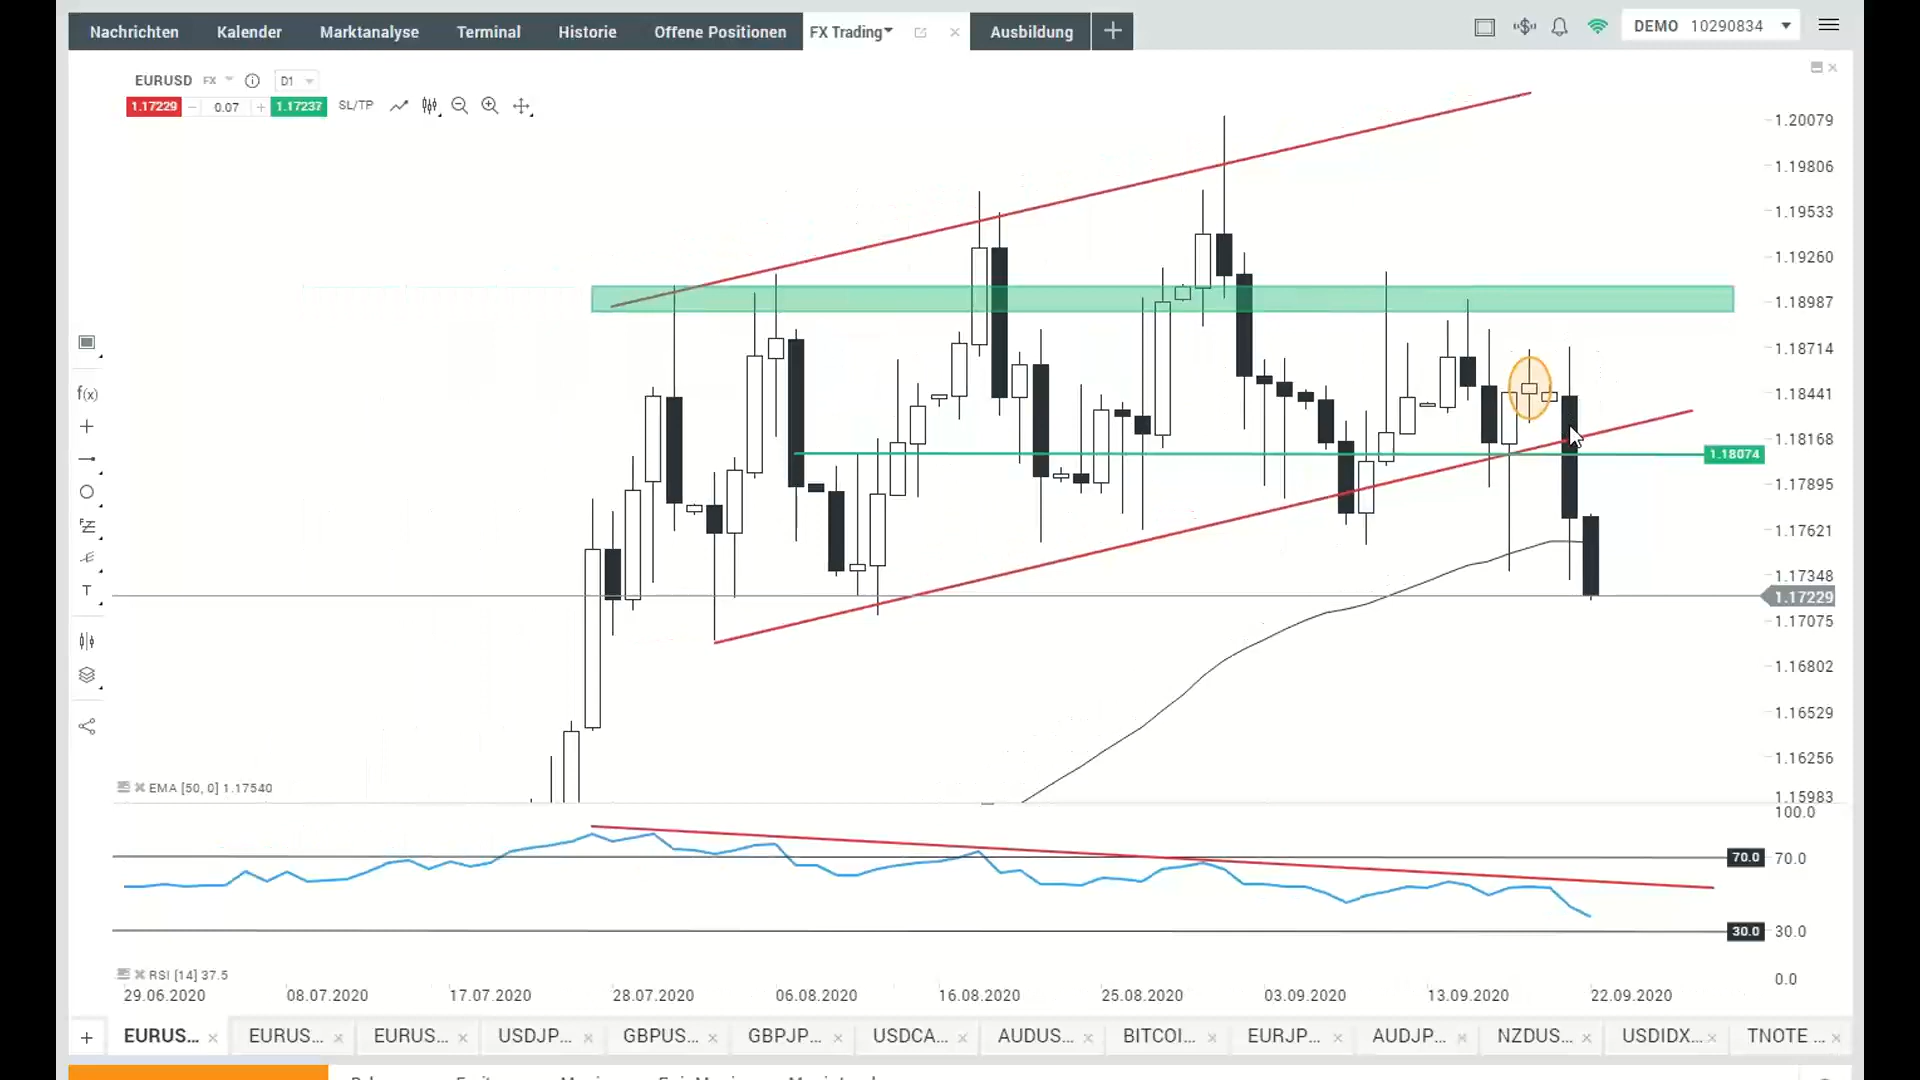 Nachrichten Kalender Marktanalyse Terminal Historie Offene Positionen FX Trading Ausbildung
DEMO 10290834
EURUSD FX D1
1.17229 0.07 1.17237 SL/TP
1.20079
1.19806
1.19533
1.19260
1.18987
1.18714
1.18441
1.18168
1.18074
1.17895
1.17621
1.17348
1.17229
1.17075
1.16802
1.16529
1.16256
1.15983
f(x)
T
EMA [50, 0] 1.17540
100.0
70.0 70.0
30.0 30.0
0.0
RSI [14] 37.5
29.06.2020 08.07.2020 17.07.2020 28.07.2020 06.08.2020 16.08.2020 25.08.2020 03.09.2020 13.09.2020 22.09.2020
EURUS... EURUS... EURUS... USDJP... GBPUS... GBPJP... USDCA... AUDUS... BITCOI... EURJP... AUDJP... NZDUS... USDIDX... TNOTE ...